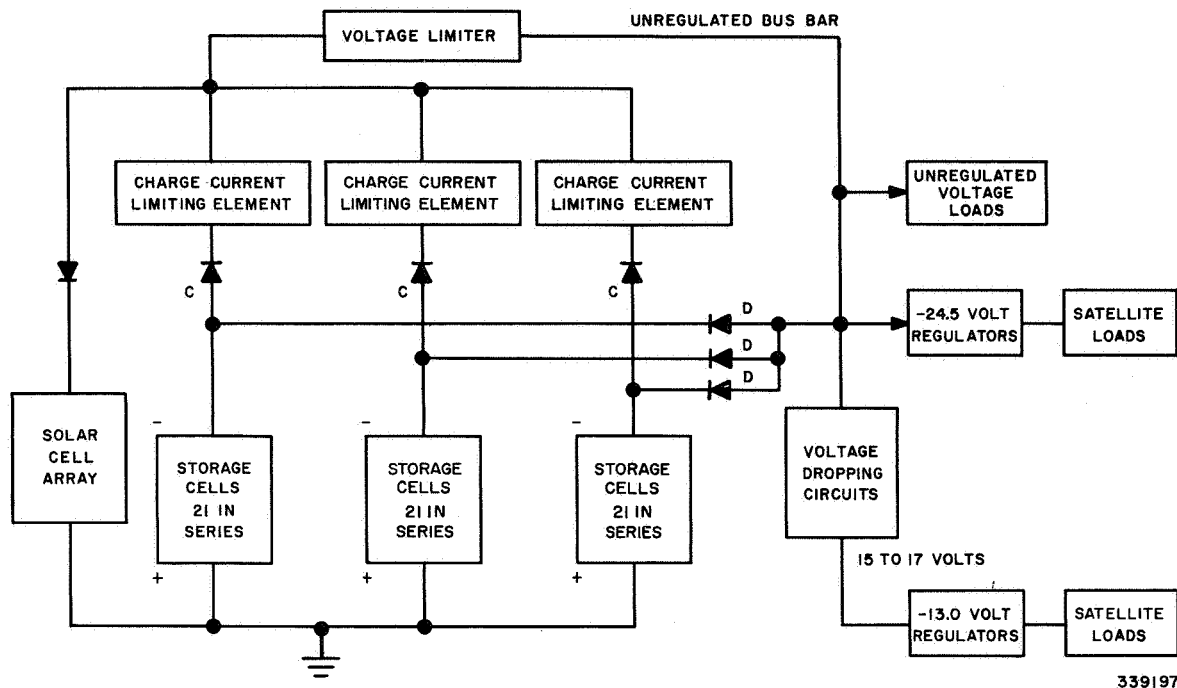 UNREGULATED BUS BAR
VOLTAGE LIMITER
CHARGE CURRENT
LIMITING ELEMENT
CHARGE CURRENT
LIMITING ELEMENT
CHARGE CURRENT
LIMITING ELEMENT
UNREGULATED
VOLTAGE
LOADS
C
C
C
D
D
D
-24.5 VOLT
REGULATORS
SATELLITE
LOADS
SOLAR
CELL
ARRAY
-
STORAGE
CELLS
21 IN
SERIES
+
-
STORAGE
CELLS
21 IN
SERIES
+
-
STORAGE
CELLS
21 IN
SERIES
+
VOLTAGE
DROPPING
CIRCUITS
15 TO 17 VOLTS
-13.0 VOLT
REGULATORS
SATELLITE
LOADS
339197